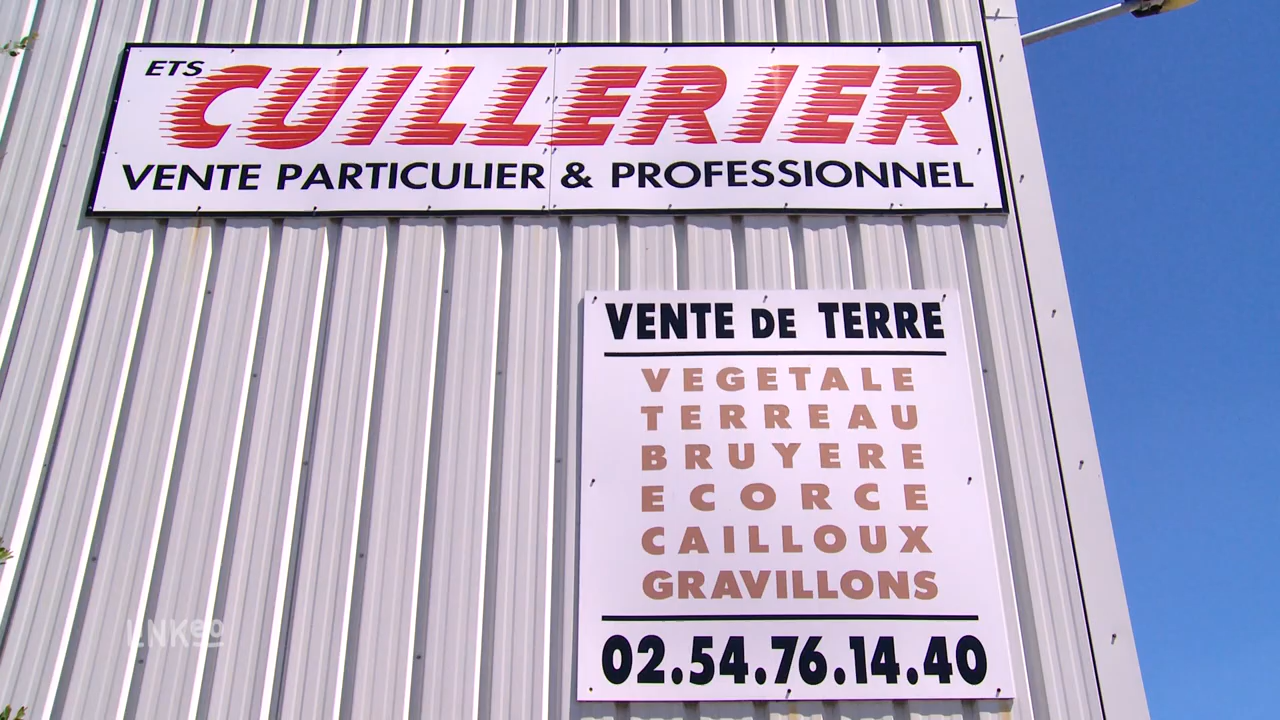 ETS CUILLERIER
VENTE PARTICULIER & PROFESSIONNEL
VENTE DE TERRE
VEGETALE
TERREAU
BRUYERE
ECORCE
CAILLOUX
GRAVILLONS
02.54.76.14.40
LNKeo